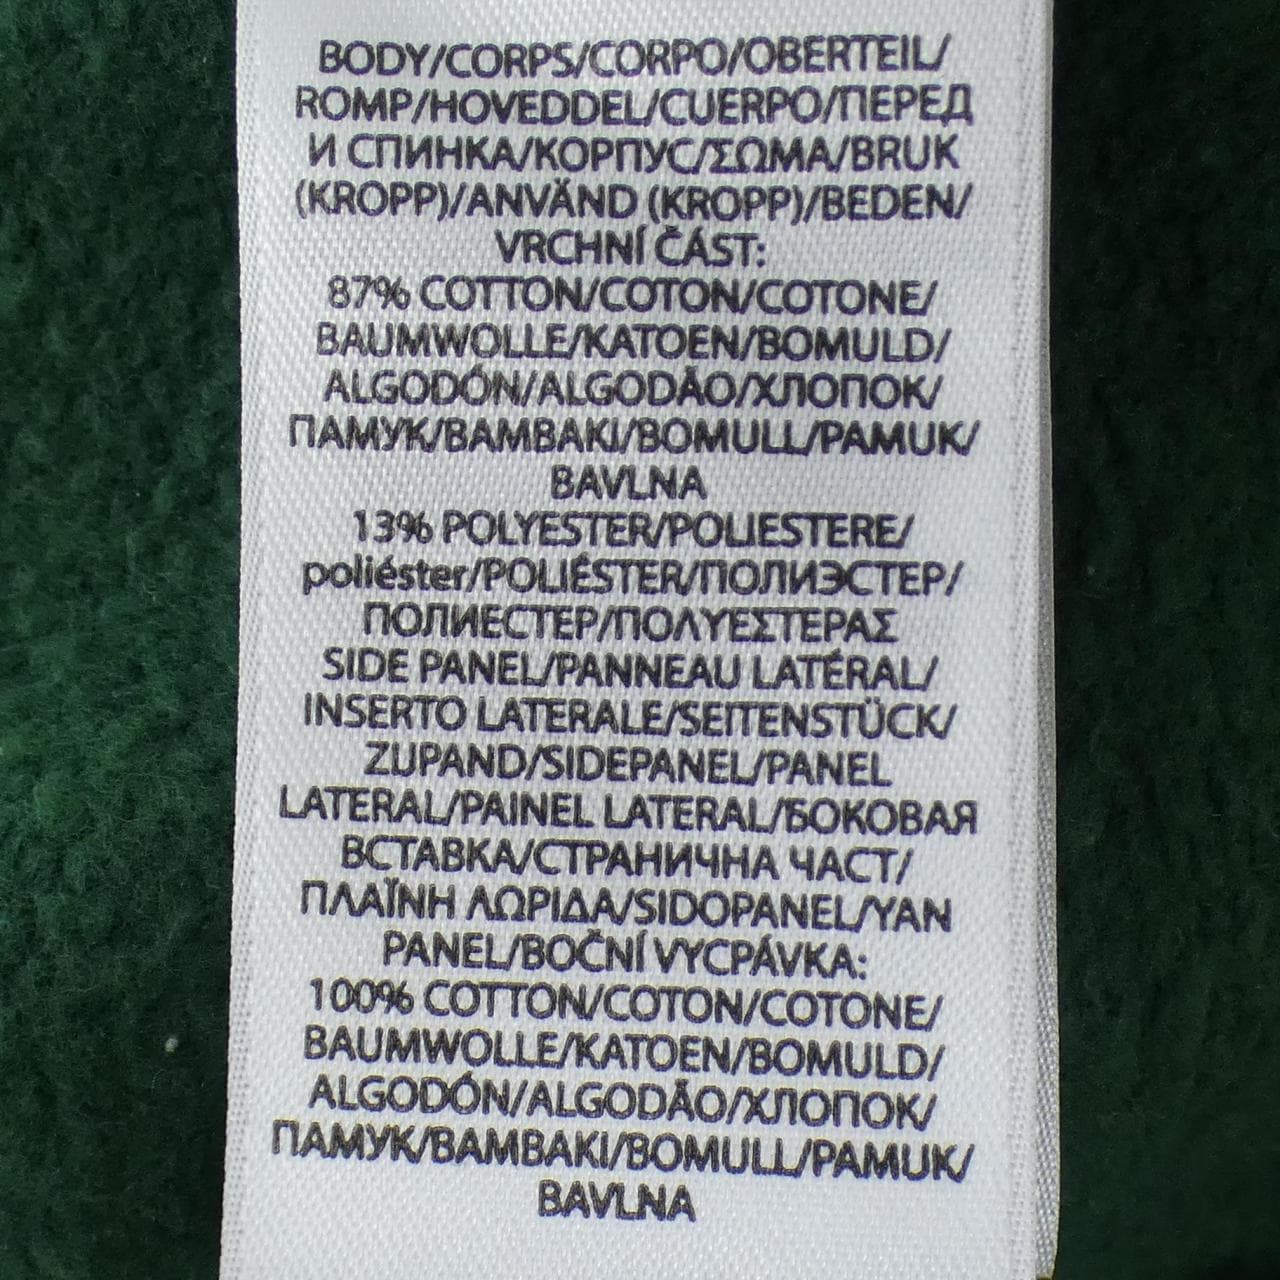 BODY/CORPS/CORPO/OBERTEIL/
ROMP/HOVEDDEL/CUERPO/ПЕРЕД
И СПИНКА/КОРПУС/ΣΩΜΑ/BRUK
(KROPP)/ANVÄND (KROPP)/BEDEN/
VRCHNÍ ČÁST:
87% COTTON/COTON/COTONE/
BAUMWOLLE/KATOEN/BOMULD/
ALGODÓN/ALGODÃO/ХЛОПОК/
ПАМУК/BAMBAKI/BOMULL/PAMUK/
BAVLNA
13% POLYESTER/POLIESTERE/
poliéster/POLIÉSTER/ПОЛИЭСТЕР/
ПОЛИЕСТЕР/ΠΟΛΥΕΣΤΕΡΑΣ
SIDE PANEL/PANNEAU LATÉRAL/
INSERTO LATERALE/SEITENSTÜCK/
ZIJPAND/SIDEPANEL/PANEL
LATERAL/PAINEL LATERAL/БОКОВАЯ
ВСТАВКА/СТРАНИЧНА ЧАСТ/
ΠΛΑΪΝΗ ΛΩΡΙΔΑ/SIDOPANEL/YAN
PANEL/BOČNÍ VYCPÁVKA:
100% COTTON/COTON/COTONE/
BAUMWOLLE/KATOEN/BOMULD/
ALGODÓN/ALGODÃO/ХЛОПОК/
ПАМУК/BAMBAKI/BOMULL/PAMUK/
BAVLNA